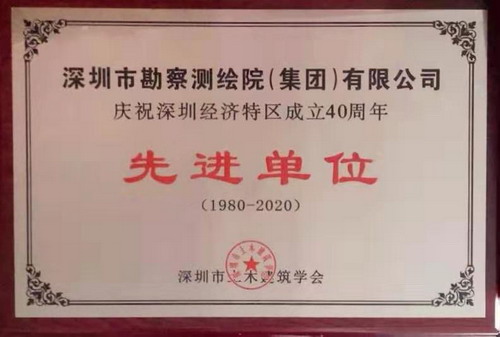 深圳市勘察测绘院(集团)有限公司
庆祝深圳经济特区成立40周年
先进单位
(1980-2020)
深圳市土木建筑学会